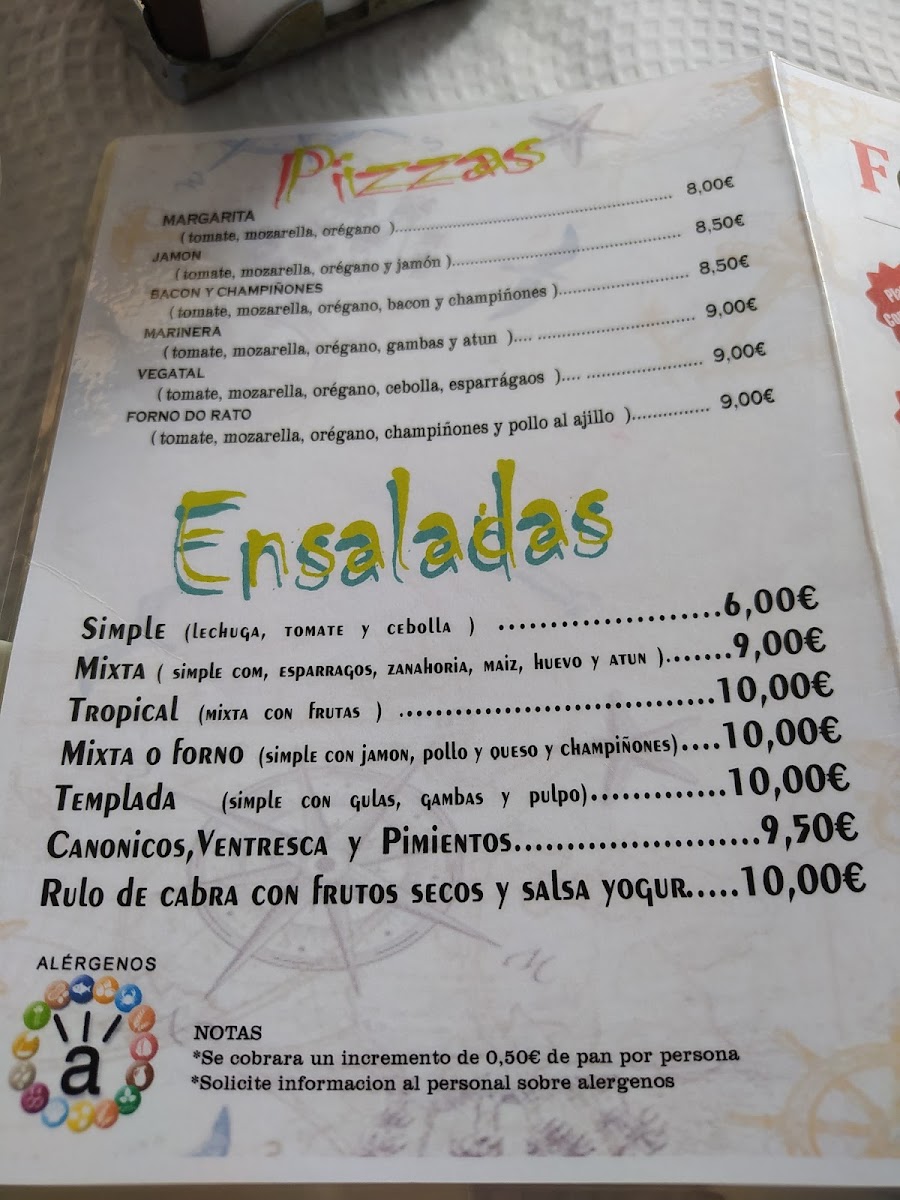 Pizzas
MARGARITA
( tomate, mozarella, orégano )................ 8,00€
JAMON
( tomate, mozarella, orégano y jamón )................ 8,50€
BACON Y CHAMPIÑONES
( tomate, mozarella, orégano, bacon y champiñones )................ 8,50€
MARINERA
( tomate, mozarella, orégano, gambas y atun ).... ................ 9,00€
VEGATAL
( tomate, mozarella, orégano, cebolla, esparrágaos ).... ................ 9,00€
FORNO DO RATO
( tomate, mozarella, orégano, champiñones y pollo al ajillo )............... 9,00€
Ensaladas
Simple (lechuga, tomate y cebolla ) ......................6,00€
Mixta ( simple com, esparragos, zanahoria, maiz, huevo y atun ).......9,00€
Tropical (mixta con frutas ) ................................10,00€
Mixta o forno (simple con jamon, pollo y queso y champiñones)....10,00€
Templada (simple con gulas, gambas y pulpo).............10,00€
Canonicos,Ventresca y Pimientos.......................9,50€
Rulo de cabra con frutos secos y salsa yogur.....10,00€
ALÉRGENOS
a
NOTAS
*Se cobrara un incremento de 0,50€ de pan por persona
*Solicite informacion al personal sobre alergenos